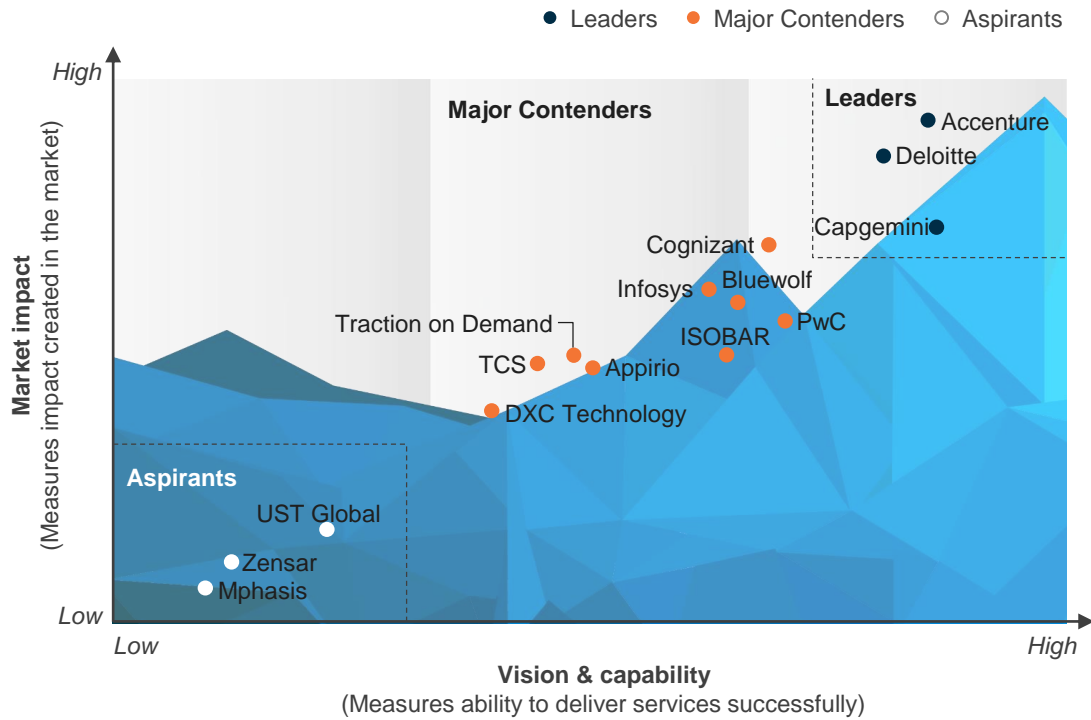 Leaders
Major Contenders
Aspirants
High
Market impact
(Measures impact created in the market)
Major Contenders
Leaders
Accenture
Deloitte
Capgemini
Cognizant
Infosys
Bluewolf
PwC
Traction on Demand
ISOBAR
TCS
Appirio
DXC Technology
Aspirants
UST Global
Zensar
Mphasis
Low
Low
High
Vision & capability
(Measures ability to deliver services successfully)